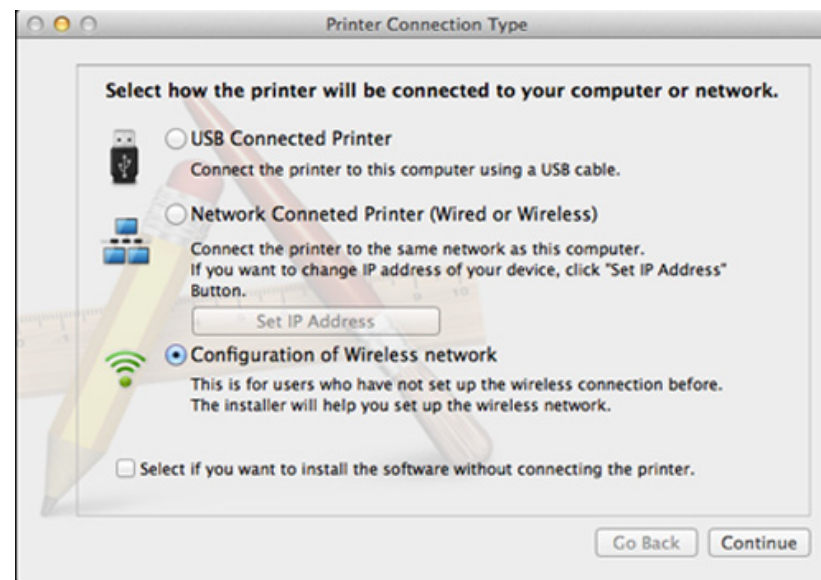 Printer Connection Type
Select how the printer will be connected to your computer or network.
USB Connected Printer
Connect the printer to this computer using a USB cable.
Network Conneted Printer (Wired or Wireless)
Connect the printer to the same network as this computer.
If you want to change IP address of your device, click "Set IP Address"
Button.
Set IP Address
Configuration of Wireless network
This is for users who have not set up the wireless connection before.
The installer will help you set up the wireless network.
Select if you want to install the software without connecting the printer.
Go Back Continue